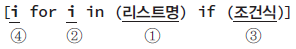 [i for i in (리스트명) if (조건식)]
④ ② ① ③